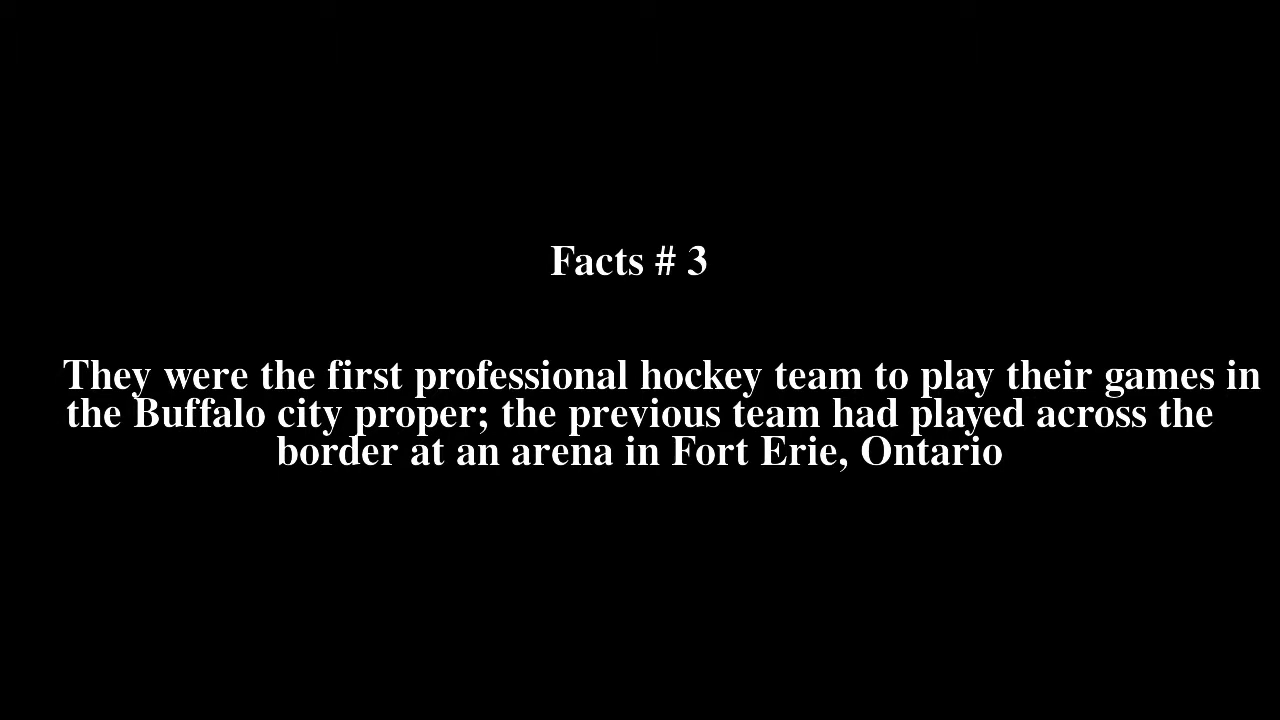 Facts # 3
They were the first professional hockey team to play their games in
the Buffalo city proper; the previous team had played across the
border at an arena in Fort Erie, Ontario